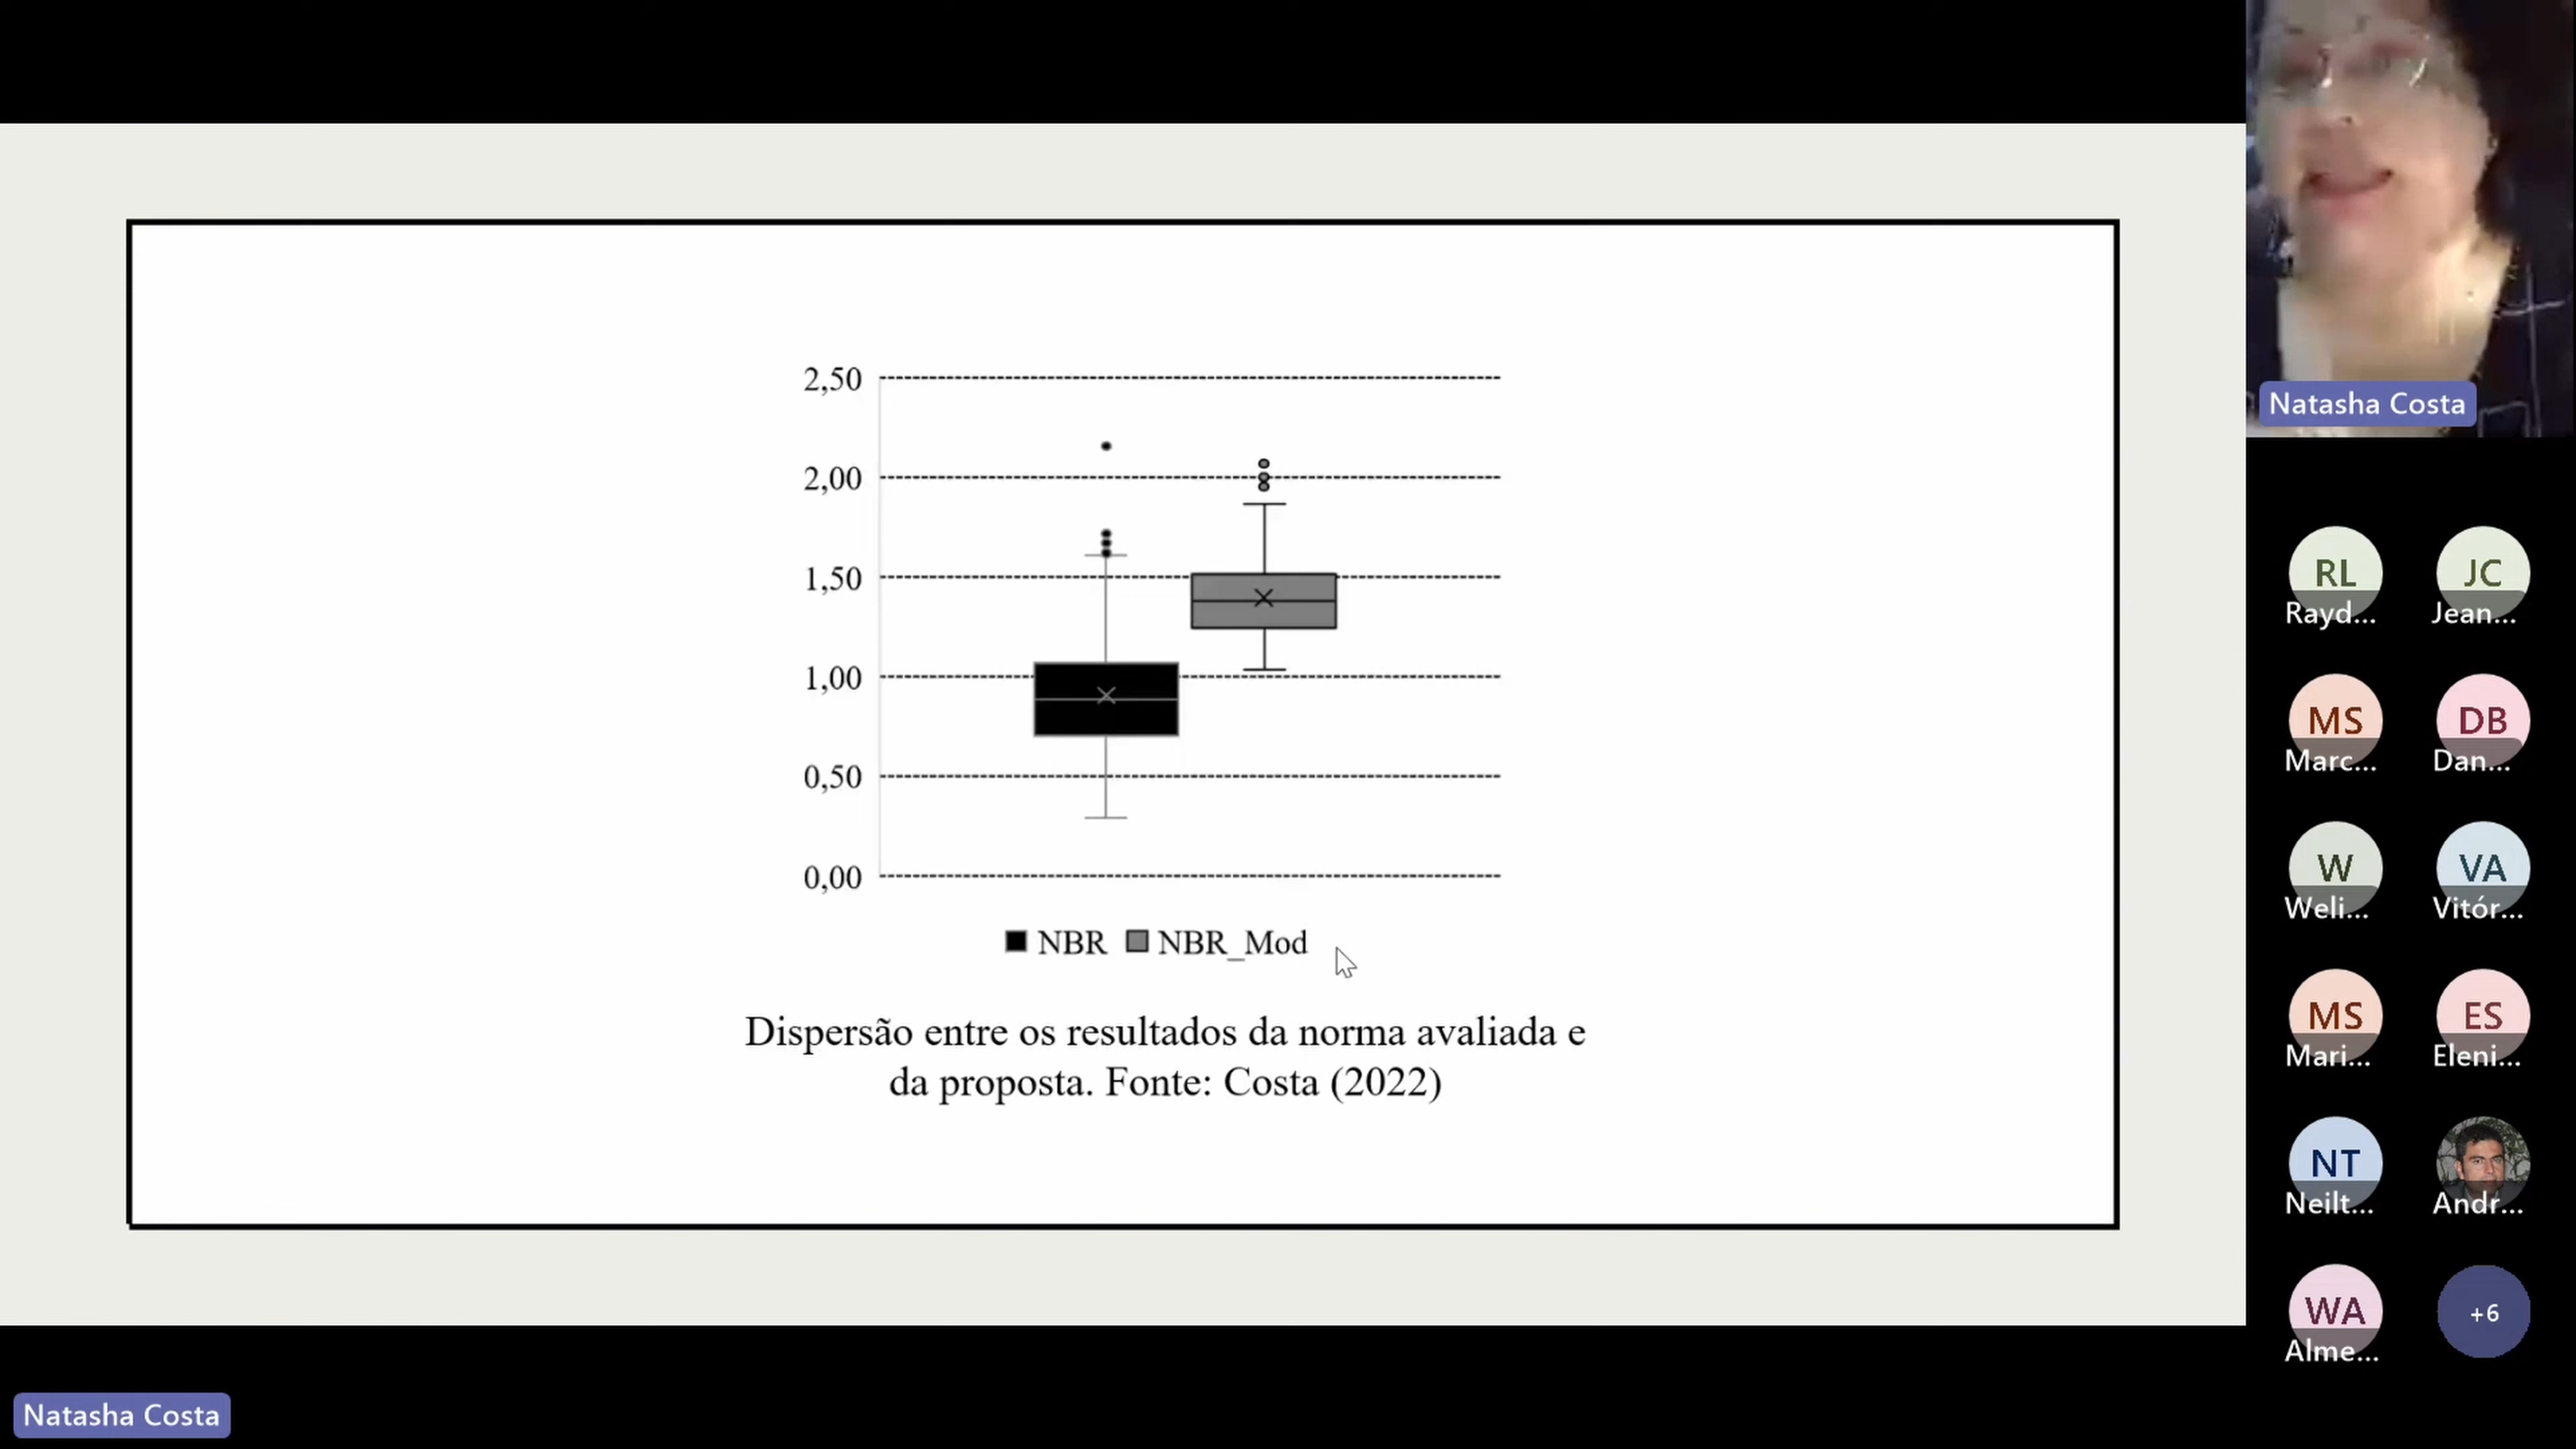 2,50
2,00
1,50
1,00
0,50
0,00
NBR NBR_Mod
Dispersão entre os resultados da norma avaliada e
da proposta. Fonte: Costa (2022)
Natasha Costa
Natasha Costa
RL JC
Rayd... Jean...
MS DB
Marc... Dan...
W VA
Weli... Vitór...
MS ES
Mari... Eleni...
NT
Neilt... Andr...
WA +6
Alme...